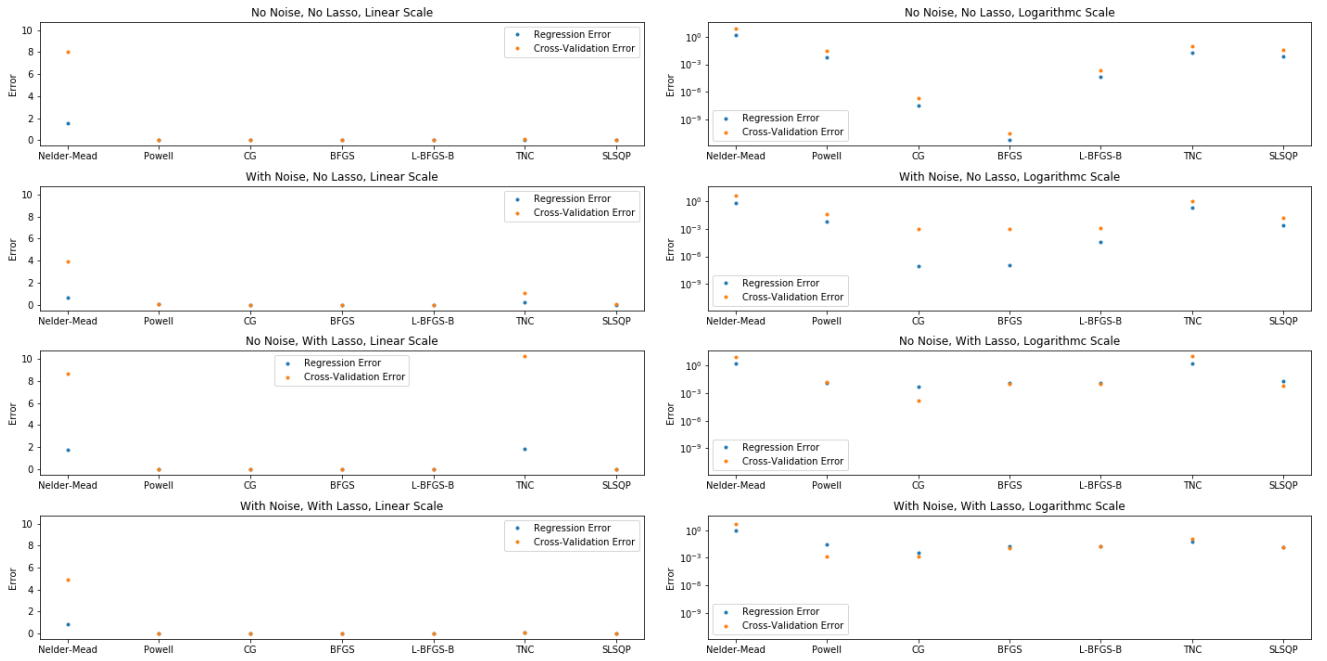 No Noise, No Lasso, Linear Scale
Error
10
8
6
4
2
0
Regression Error
Cross-Validation Error
Nelder-Mead Powell CG BFGS L-BFGS-B TNC SLSQP
No Noise, No Lasso, Logarithmc Scale
Error
10⁰
10⁻³
10⁻⁶
10⁻⁹
Regression Error
Cross-Validation Error
Nelder-Mead Powell CG BFGS L-BFGS-B TNC SLSQP
With Noise, No Lasso, Linear Scale
Error
10
8
6
4
2
0
Regression Error
Cross-Validation Error
Nelder-Mead Powell CG BFGS L-BFGS-B TNC SLSQP
With Noise, No Lasso, Logarithmc Scale
Error
10⁰
10⁻³
10⁻⁶
10⁻⁹
Regression Error
Cross-Validation Error
Nelder-Mead Powell CG BFGS L-BFGS-B TNC SLSQP
No Noise, With Lasso, Linear Scale
Error
10
8
6
4
2
0
Regression Error
Cross-Validation Error
Nelder-Mead Powell CG BFGS L-BFGS-B TNC SLSQP
No Noise, With Lasso, Logarithmc Scale
Error
10⁰
10⁻³
10⁻⁶
10⁻⁹
Regression Error
Cross-Validation Error
Nelder-Mead Powell CG BFGS L-BFGS-B TNC SLSQP
With Noise, With Lasso, Linear Scale
Error
10
8
6
4
2
0
Regression Error
Cross-Validation Error
Nelder-Mead Powell CG BFGS L-BFGS-B TNC SLSQP
With Noise, With Lasso, Logarithmc Scale
Error
10⁰
10⁻³
10⁻⁶
10⁻⁹
Regression Error
Cross-Validation Error
Nelder-Mead Powell CG BFGS L-BFGS-B TNC SLSQP